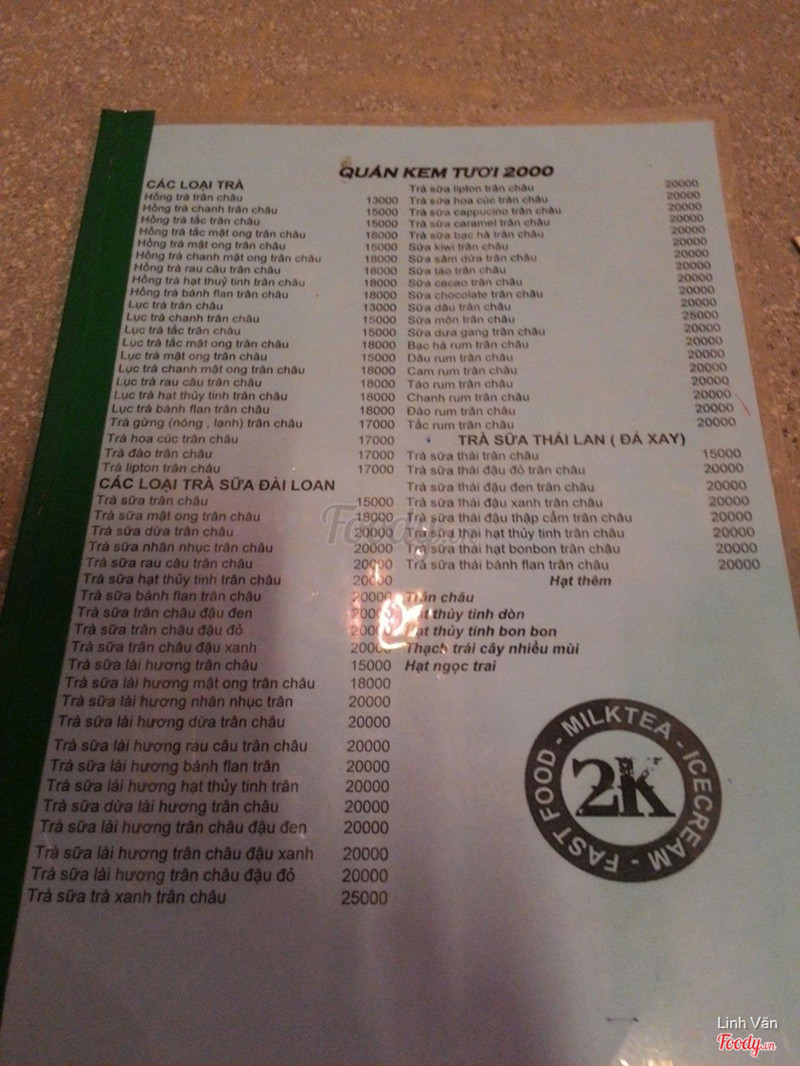 QUÁN KEM TƯƠI 2000
CÁC LOẠI TRÀ
Hồng trà trân châu 13000
Hồng trà chanh trân châu 15000
Hồng trà tắc trân châu 15000
Hồng trà tắc mật ong trân châu 18000
Hồng trà mật ong trân châu 15000
Hồng trà chanh mật ong trân châu 18000
Hồng trà rau câu trân châu 18000
Hồng trà hạt thuỷ tinh trân châu 18000
Hồng trà bánh flan trân châu 18000
Lục trà trân châu 13000
Lục trà chanh trân châu 15000
Lục trà tắc trân châu 15000
Lục trà tắc mật ong trân châu 18000
Lục trà mật ong trân châu 15000
Lục trà chanh mật ong trân châu 18000
Lục trà rau câu trân châu 18000
Lục trà hạt thủy tinh trân châu 18000
Lục trà bánh flan trân châu 18000
Trà gừng (nóng , lạnh) trân châu 17000
Trà hoa cúc trân châu 17000
Trà đào trân châu 17000
Trà lipton trân châu 17000
CÁC LOẠI TRÀ SỮA ĐÀI LOAN
Trà sữa trân châu 15000
Trà sữa mật ong trân châu 18000
Trà sữa dừa trân châu 20000
Trà sữa nhãn nhục trân châu 20000
Trà sữa rau câu trân châu 20000
Trà sữa hạt thủy tinh trân châu 20000
Trà sữa bánh flan trân châu 20000
Trà sữa trân châu đậu đen 20000
Trà sữa trân châu đậu đỏ 20000
Trà sữa trân châu đậu xanh 20000
Trà sữa lài hương trân châu 15000
Trà sữa lài hương mật ong trân châu 18000
Trà sữa lài hương nhãn nhục trân 20000
Trà sữa lài hương dừa trân châu 20000
Trà sữa lài hương rau câu trân châu 20000
Trà sữa lài hương bánh flan trân 20000
Trà sữa lài hương hạt thủy tinh trân 20000
Trà sữa dừa lài hương trân châu 20000
Trà sữa lài hương trân châu đậu đen 20000
Trà sữa lài hương trân châu đậu xanh 20000
Trà sữa lài hương trân châu đậu đỏ 20000
Trà sữa trà xanh trân châu 25000
Trà sữa lipton trân châu 20000
Trà sữa hoa cúc trân châu 20000
Trà sữa cappucino trân châu 20000
Trà sữa caramel trân châu 20000
Trà sữa bạc hà trân châu 20000
Sữa kiwi trân châu 20000
Sữa sâm dứa trân châu 20000
Sữa táo trân châu 20000
Sữa cacao trân châu 20000
Sữa chocolate trân châu 20000
Sữa dâu trân châu 20000
Sữa môn trân châu 25000
Sữa dưa gang trân châu 20000
Bạc hà rum trân châu 20000
Dâu rum trân châu 20000
Cam rum trân châu 20000
Táo rum trân châu 20000
Chanh rum trân châu 20000
Đào rum trân châu 20000
Tắc rum trân châu 20000
TRÀ SỮA THÁI LAN ( ĐÁ XAY)
Trà sữa thái trân châu 15000
Trà sữa thái đậu đỏ trân châu 20000
Trà sữa thái đậu đen trân châu 20000
Trà sữa thái đậu xanh trân châu 20000
Trà sữa thái đậu thập cẩm trân châu 20000
Trà sữa thái hạt thủy tinh trân châu 20000
Trà sữa thái hạt bonbon trân châu 20000
Trà sữa thái bánh flan trân châu 20000
Hạt thêm
Trân châu
Hạt thủy tinh dòn
Hạt thủy tinh bon bon
Thạch trái cây nhiều mùi
Hạt ngọc trai
FAST FOOD - MILKTEA - ICECREAM -
2K
Foody.vn
Linh Văn
Foody.vn